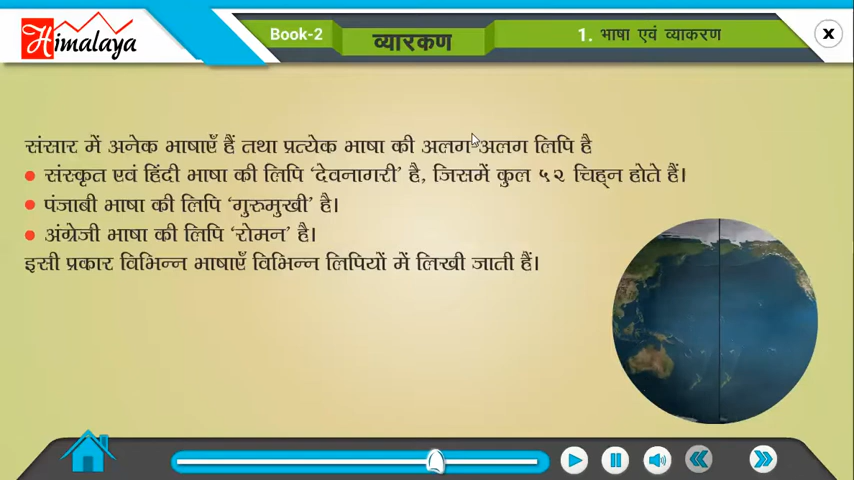 Himalaya
Book-2
व्यारकण
1. भाषा एवं व्याकरण
संसार में अनेक भाषाएँ हैं तथा प्रत्येक भाषा की अलग-अलग लिपि है
संस्कृत एवं हिंदी भाषा की लिपि ‘देवनागरी’ है, जिसमें कुल ५२ चिह्न होते हैं।
पंजाबी भाषा की लिपि ‘गुरुमुखी’ है।
अंग्रेजी भाषा की लिपि ‘रोमन’ है।
इसी प्रकार विभिन्न भाषाएँ विभिन्न लिपियों में लिखी जाती हैं।